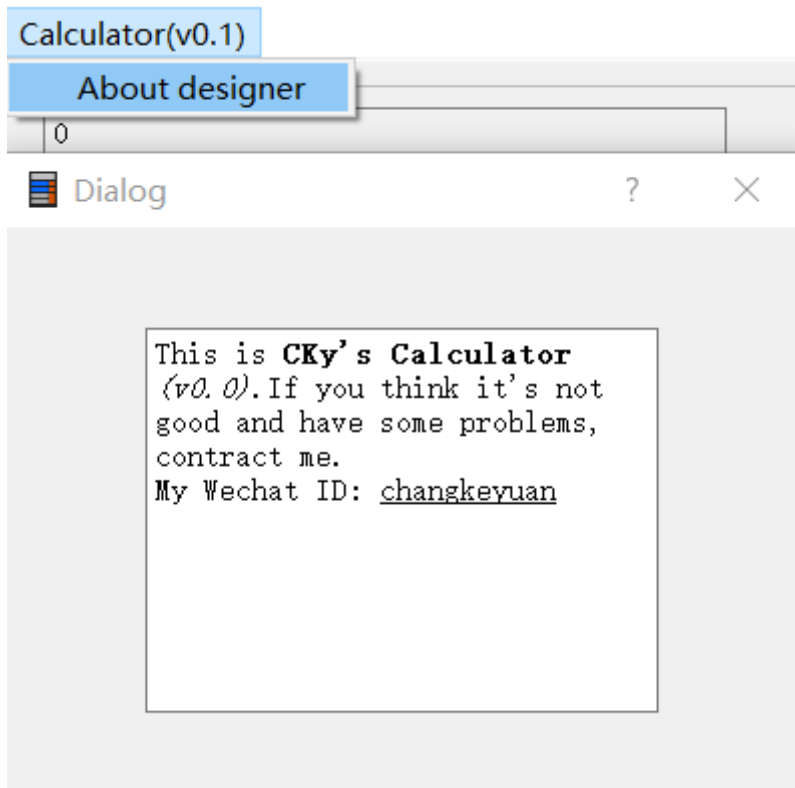 Calculator(v0.1)
About designer
0
Dialog
?
This is CKy's Calculator
(v0.0).If you think it's not
good and have some problems,
contract me.
My Wechat ID: changkeyuan